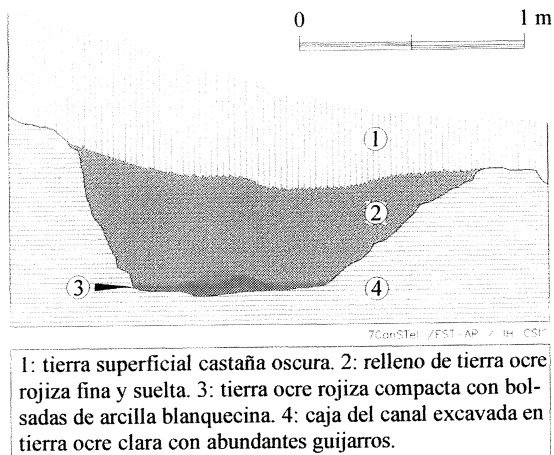 0 1 m
1
2
3
4
7ConSTel /FST-AP / IH CSIC
1: tierra superficial castaña oscura. 2: relleno de tierra ocre
rojiza fina y suelta. 3: tierra ocre rojiza compacta con bol-
sadas de arcilla blanquecina. 4: caja del canal excavada en
tierra ocre clara con abundantes guijarros.